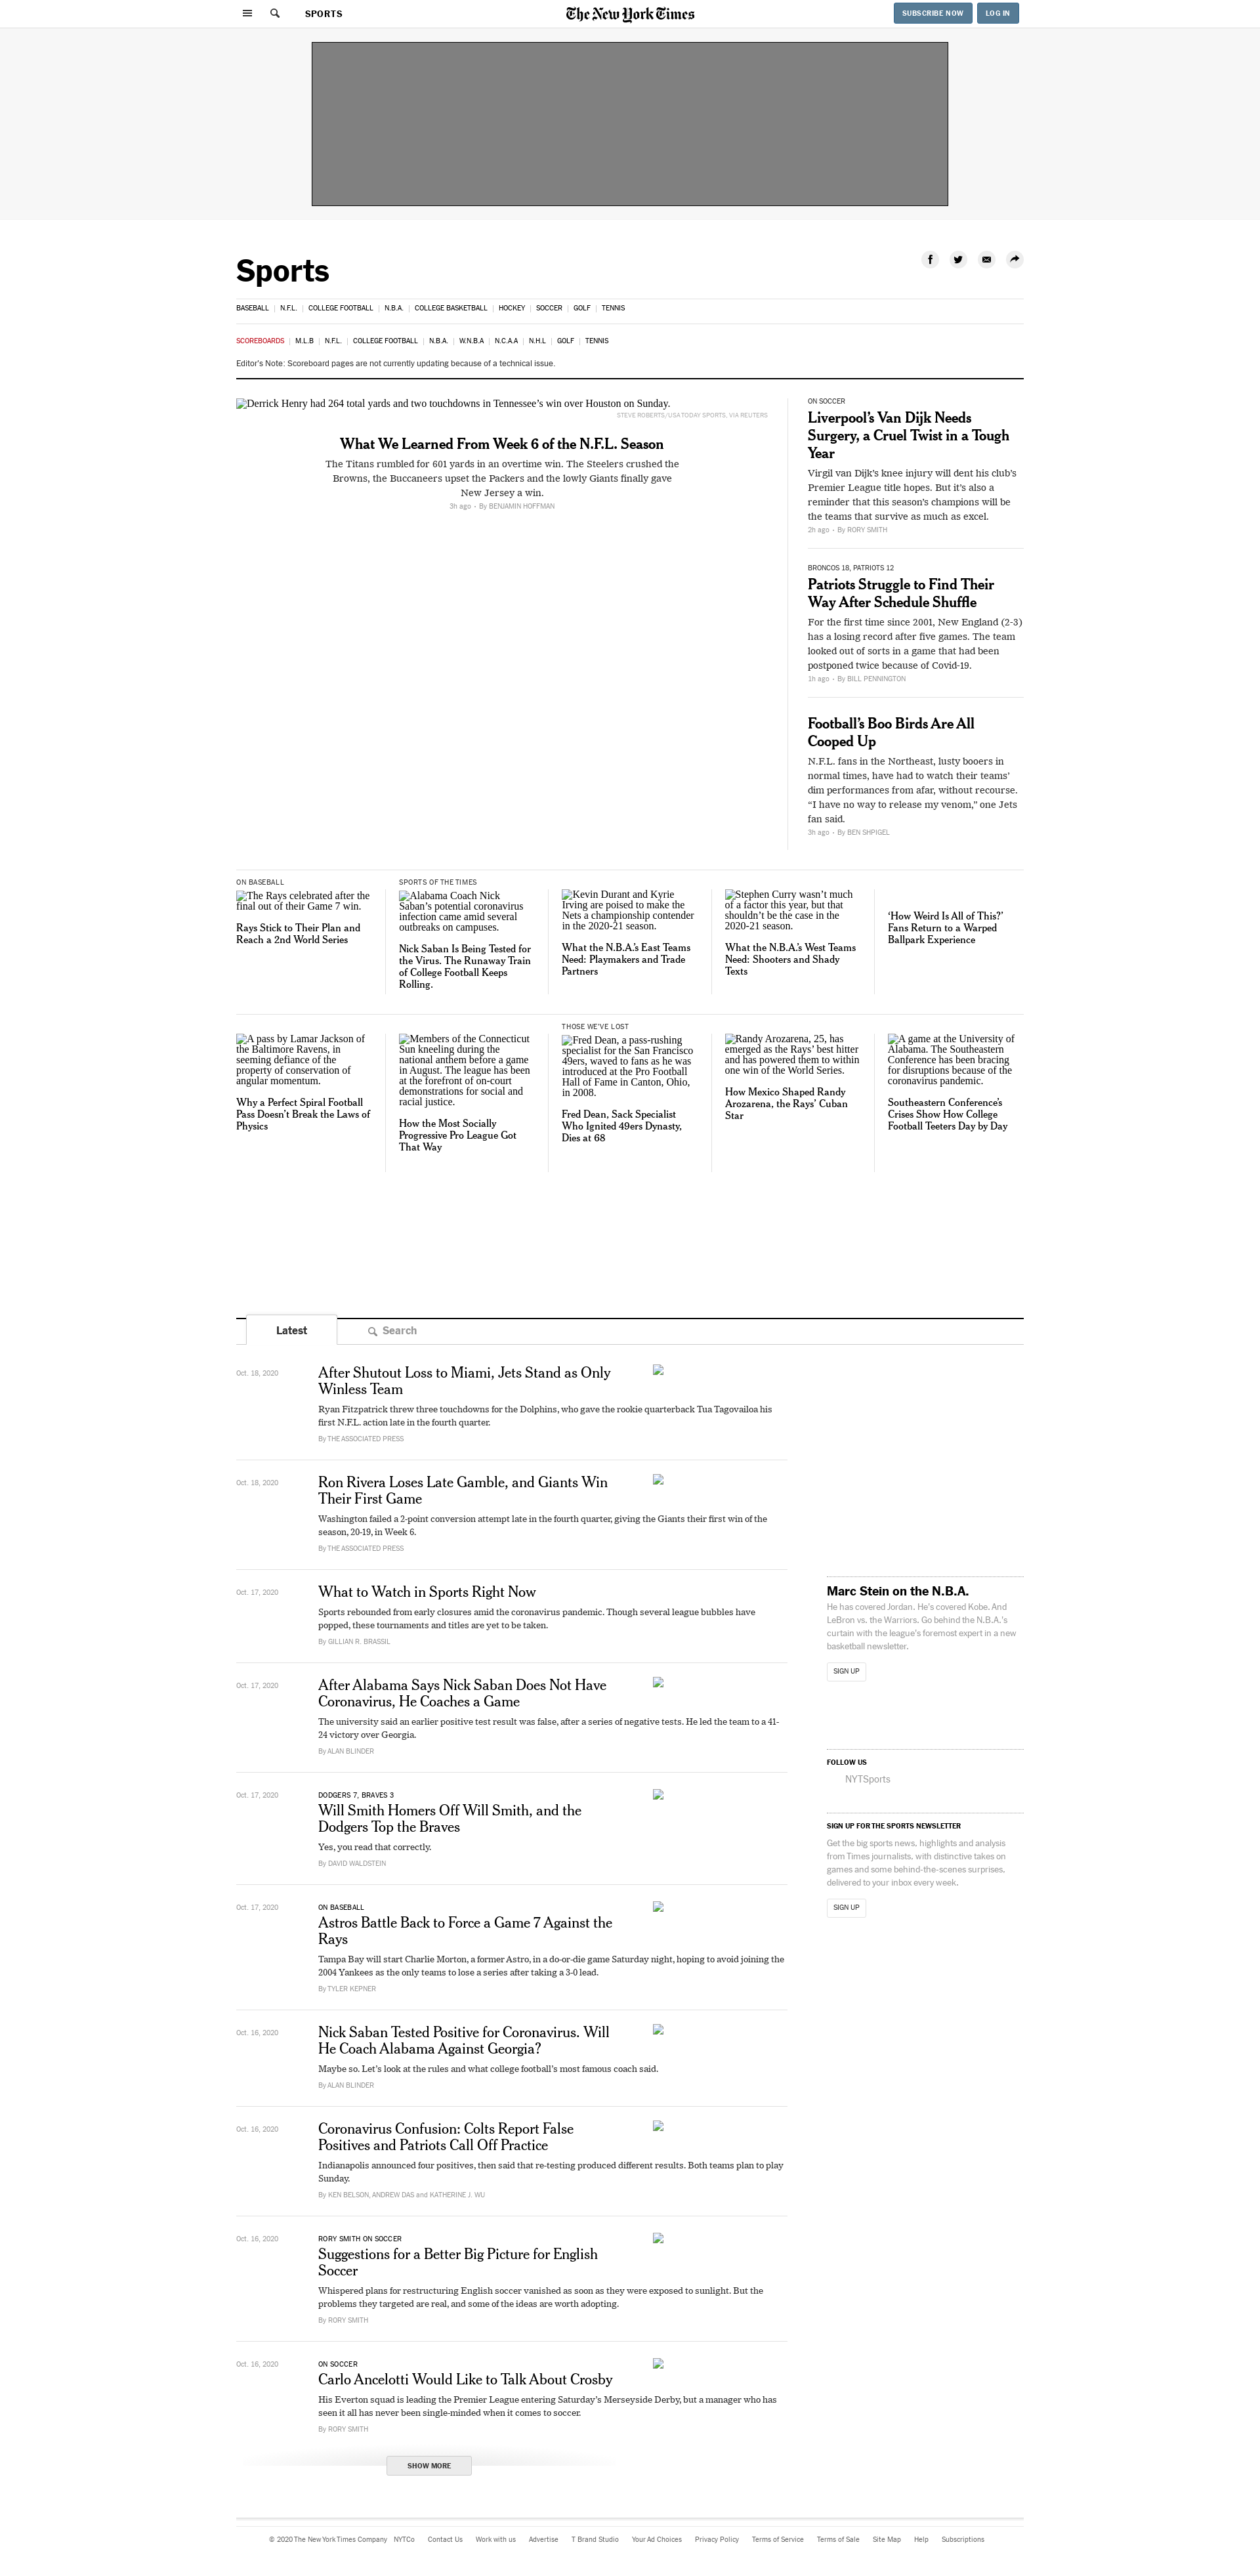 SPORTS
The New York Times
SUBSCRIBE NOW
LOG IN
Sports
BASEBALL | N.F.L. | COLLEGE FOOTBALL | N.B.A. | COLLEGE BASKETBALL | HOCKEY | SOCCER | GOLF | TENNIS
SCOREBOARDS | M.L.B | N.F.L. | COLLEGE FOOTBALL | N.B.A. | W.N.B.A | N.C.A.A | N.H.L | GOLF | TENNIS
Editor's Note: Scoreboard pages are not currently updating because of a technical issue.
Derrick Henry had 264 total yards and two touchdowns in Tennessee’s win over Houston on Sunday.
STEVE ROBERTS/USA TODAY SPORTS, VIA REUTERS
What We Learned From Week 6 of the N.F.L. Season
The Titans rumbled for 601 yards in an overtime win. The Steelers crushed the
Browns, the Buccaneers upset the Packers and the lowly Giants finally gave
New Jersey a win.
3h ago · By BENJAMIN HOFFMAN
ON SOCCER
Liverpool’s Van Dijk Needs
Surgery, a Cruel Twist in a Tough
Year
Virgil van Dijk’s knee injury will dent his club’s
Premier League title hopes. But it’s also a
reminder that this season’s champions will be
the teams that survive as much as excel.
2h ago · By RORY SMITH
BRONCOS 18, PATRIOTS 12
Patriots Struggle to Find Their
Way After Schedule Shuffle
For the first time since 2001, New England (2-3)
has a losing record after five games. The team
looked out of sorts in a game that had been
postponed twice because of Covid-19.
1h ago · By BILL PENNINGTON
Football’s Boo Birds Are All
Cooped Up
N.F.L. fans in the Northeast, lusty booers in
normal times, have had to watch their teams’
dim performances from afar, without recourse.
“I have no way to release my venom,” one Jets
fan said.
3h ago · By BEN SHPIGEL
ON BASEBALL
The Rays celebrated after the
final out of their Game 7 win.
Rays Stick to Their Plan and
Reach a 2nd World Series
SPORTS OF THE TIMES
Alabama Coach Nick
Saban’s potential coronavirus
infection came amid several
outbreaks on campuses.
Nick Saban Is Being Tested for
the Virus. The Runaway Train
of College Football Keeps
Rolling.
Kevin Durant and Kyrie
Irving are poised to make the
Nets a championship contender
in the 2020-21 season.
What the N.B.A.’s East Teams
Need: Playmakers and Trade
Partners
Stephen Curry wasn’t much
of a factor this year, but that
shouldn’t be the case in the
2020-21 season.
What the N.B.A.’s West Teams
Need: Shooters and Shady
Texts
‘How Weird Is All of This?’
Fans Return to a Warped
Ballpark Experience
A pass by Lamar Jackson of
the Baltimore Ravens, in
seeming defiance of the
property of conservation of
angular momentum.
Why a Perfect Spiral Football
Pass Doesn’t Break the Laws of
Physics
Members of the Connecticut
Sun kneeling during the
national anthem before a game
in August. The league has been
at the forefront of on-court
demonstrations for social and
racial justice.
How the Most Socially
Progressive Pro League Got
That Way
THOSE WE’VE LOST
Fred Dean, a pass-rushing
specialist for the San Francisco
49ers, waved to fans as he was
introduced at the Pro Football
Hall of Fame in Canton, Ohio,
in 2008.
Fred Dean, Sack Specialist
Who Ignited 49ers Dynasty,
Dies at 68
Randy Arozarena, 25, has
emerged as the Rays’ best hitter
and has powered them to within
one win of the World Series.
How Mexico Shaped Randy
Arozarena, the Rays’ Cuban
Star
A game at the University of
Alabama. The Southeastern
Conference has been bracing
for disruptions because of the
coronavirus pandemic.
Southeastern Conference’s
Crises Show How College
Football Teeters Day by Day
Latest
Search
Oct. 18, 2020
After Shutout Loss to Miami, Jets Stand as Only
Winless Team
Ryan Fitzpatrick threw three touchdowns for the Dolphins, who gave the rookie quarterback Tua Tagovailoa his
first N.F.L. action late in the fourth quarter.
By THE ASSOCIATED PRESS
Oct. 18, 2020
Ron Rivera Loses Late Gamble, and Giants Win
Their First Game
Washington failed a 2-point conversion attempt late in the fourth quarter, giving the Giants their first win of the
season, 20-19, in Week 6.
By THE ASSOCIATED PRESS
Oct. 17, 2020
What to Watch in Sports Right Now
Sports rebounded from early closures amid the coronavirus pandemic. Though several league bubbles have
popped, these tournaments and titles are yet to be taken.
By GILLIAN R. BRASSIL
Oct. 17, 2020
After Alabama Says Nick Saban Does Not Have
Coronavirus, He Coaches a Game
The university said an earlier positive test result was false, after a series of negative tests. He led the team to a 41-
24 victory over Georgia.
By ALAN BLINDER
Oct. 17, 2020
DODGERS 7, BRAVES 3
Will Smith Homers Off Will Smith, and the
Dodgers Top the Braves
Yes, you read that correctly.
By DAVID WALDSTEIN
Oct. 17, 2020
ON BASEBALL
Astros Battle Back to Force a Game 7 Against the
Rays
Tampa Bay will start Charlie Morton, a former Astro, in a do-or-die game Saturday night, hoping to avoid joining the
2004 Yankees as the only teams to lose a series after taking a 3-0 lead.
By TYLER KEPNER
Oct. 16, 2020
Nick Saban Tested Positive for Coronavirus. Will
He Coach Alabama Against Georgia?
Maybe so. Let’s look at the rules and what college football’s most famous coach said.
By ALAN BLINDER
Oct. 16, 2020
Coronavirus Confusion: Colts Report False
Positives and Patriots Call Off Practice
Indianapolis announced four positives, then said that re-testing produced different results. Both teams plan to play
Sunday.
By KEN BELSON, ANDREW DAS and KATHERINE J. WU
Oct. 16, 2020
RORY SMITH ON SOCCER
Suggestions for a Better Big Picture for English
Soccer
Whispered plans for restructuring English soccer vanished as soon as they were exposed to sunlight. But the
problems they targeted are real, and some of the ideas are worth adopting.
By RORY SMITH
Oct. 16, 2020
ON SOCCER
Carlo Ancelotti Would Like to Talk About Crosby
His Everton squad is leading the Premier League entering Saturday’s Merseyside Derby, but a manager who has
seen it all has never been single-minded when it comes to soccer.
By RORY SMITH
SHOW MORE
Marc Stein on the N.B.A.
He has covered Jordan. He's covered Kobe. And
LeBron vs. the Warriors. Go behind the N.B.A.'s
curtain with the league's foremost expert in a new
basketball newsletter.
SIGN UP
FOLLOW US
NYTSports
SIGN UP FOR THE SPORTS NEWSLETTER
Get the big sports news, highlights and analysis
from Times journalists, with distinctive takes on
games and some behind-the-scenes surprises,
delivered to your inbox every week.
SIGN UP
© 2020 The New York Times Company NYTCo Contact Us Work with us Advertise T Brand Studio Your Ad Choices Privacy Policy Terms of Service Terms of Sale Site Map Help Subscriptions